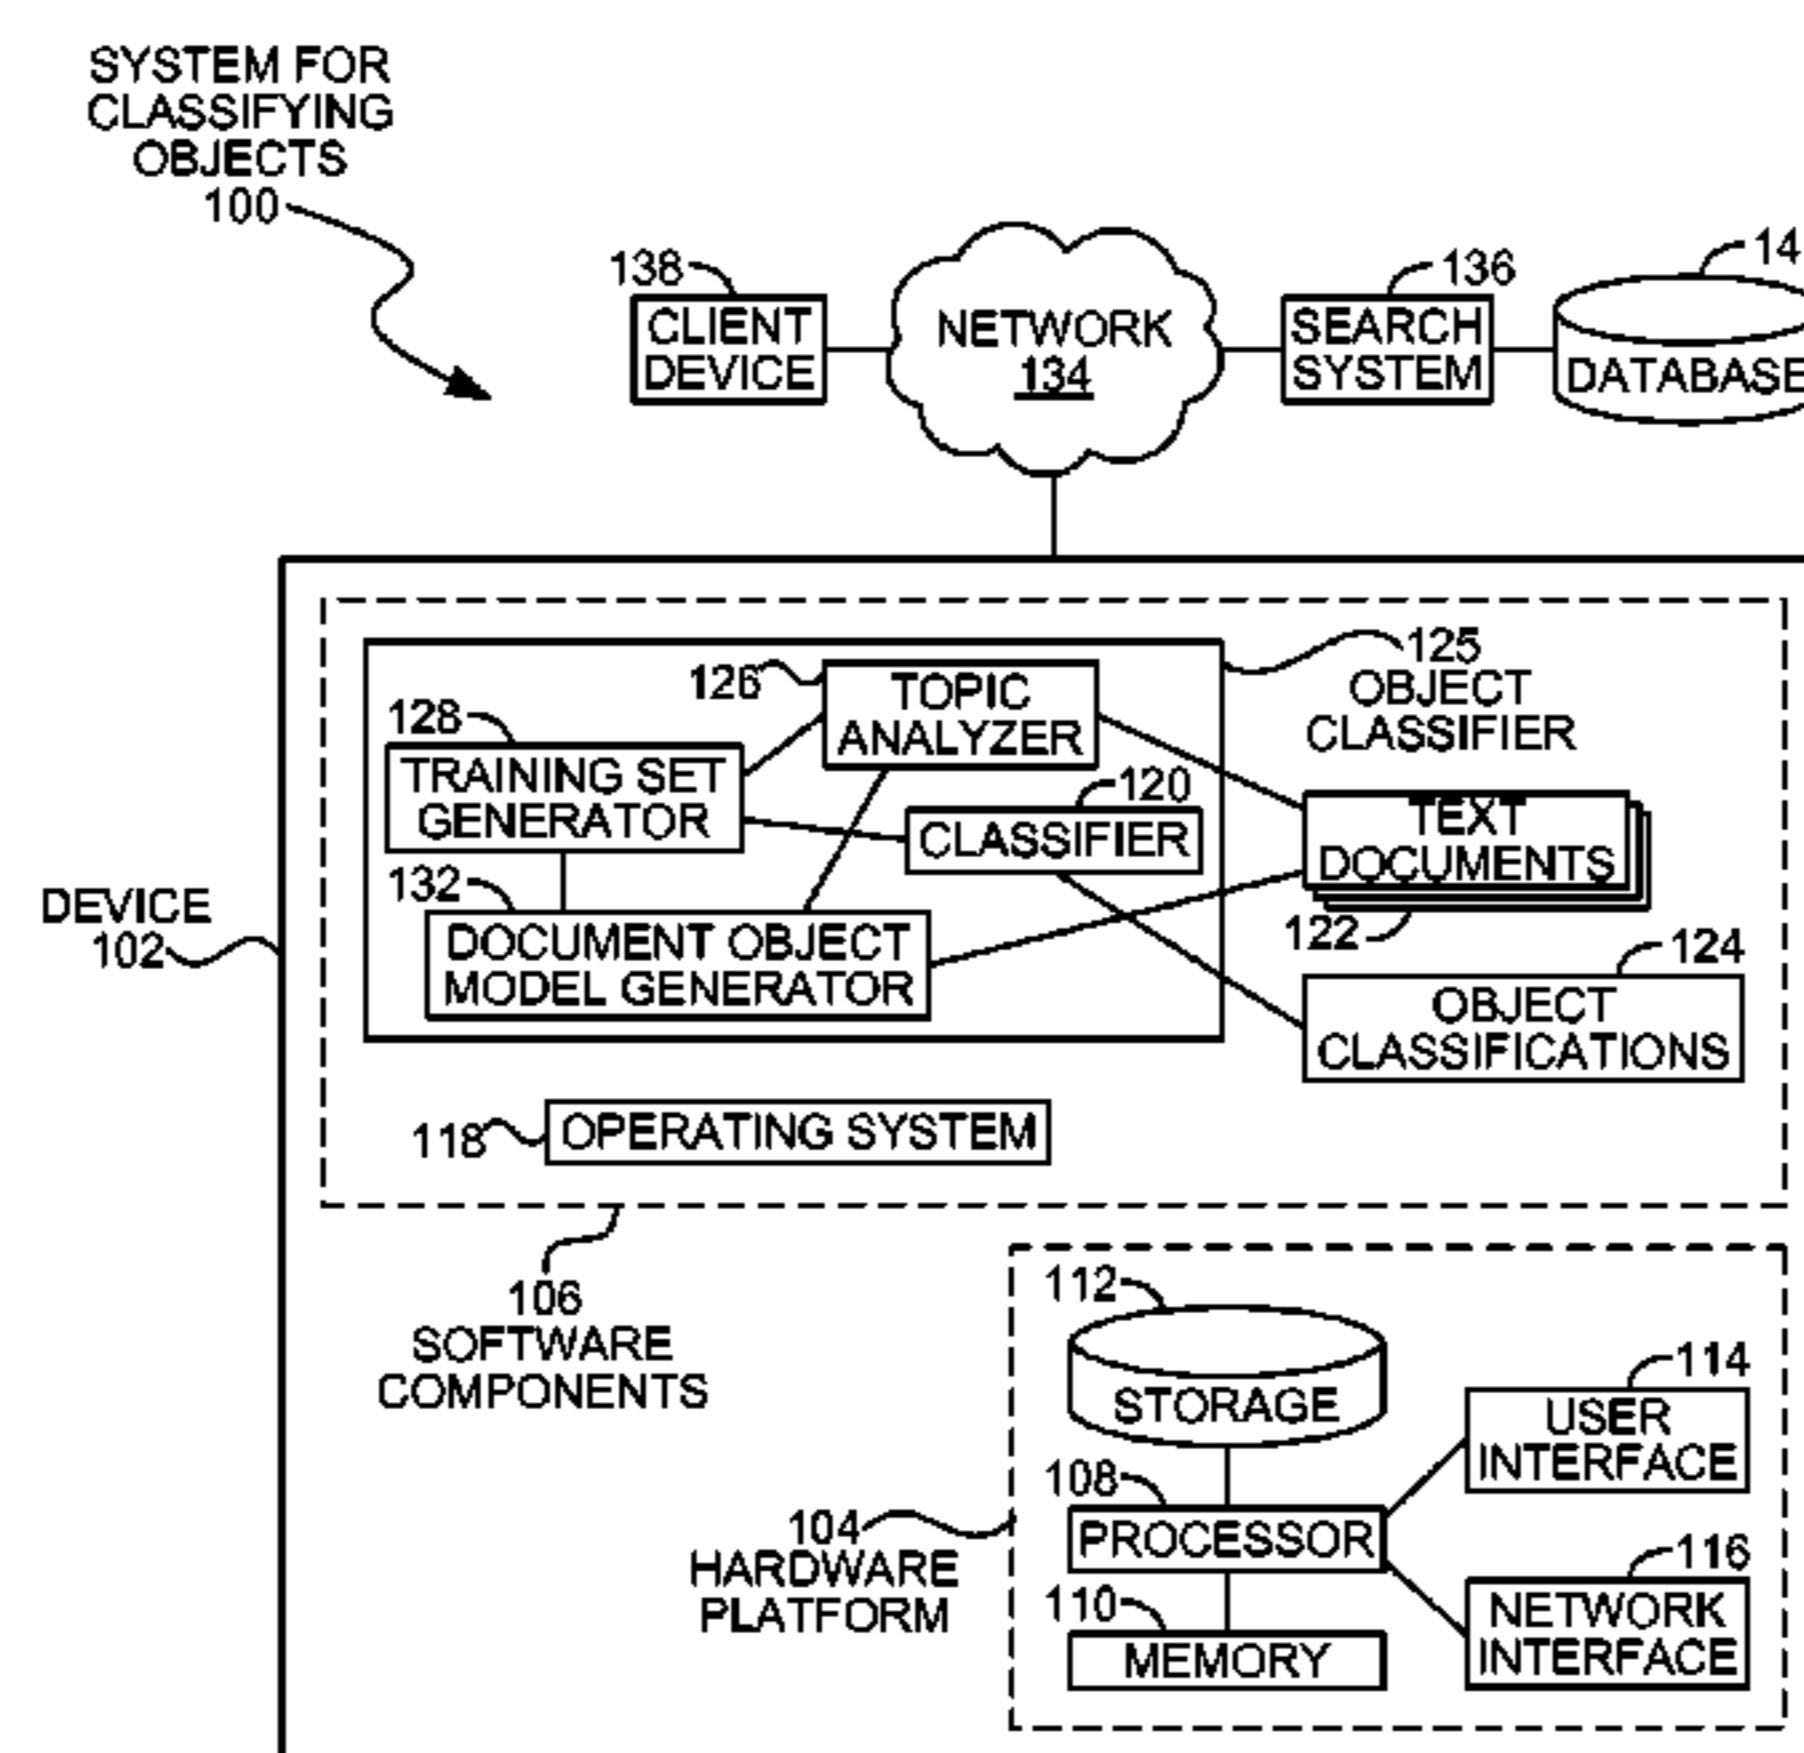 SYSTEM FOR
CLASSIFYING
OBJECTS
100
138
CLIENT
DEVICE
NETWORK
134
136
SEARCH
SYSTEM
14
DATABASE
125
OBJECT
CLASSIFIER
126
TOPIC
ANALYZER
128
TRAINING SET
GENERATOR
120
CLASSIFIER
TEXT
DOCUMENTS
122
132
DOCUMENT OBJECT
MODEL GENERATOR
DEVICE
102
124
OBJECT
CLASSIFICATIONS
118
OPERATING SYSTEM
106
SOFTWARE
COMPONENTS
112
STORAGE
114
USER
INTERFACE
108
PROCESSOR
104
HARDWARE
PLATFORM
116
NETWORK
INTERFACE
110
MEMORY